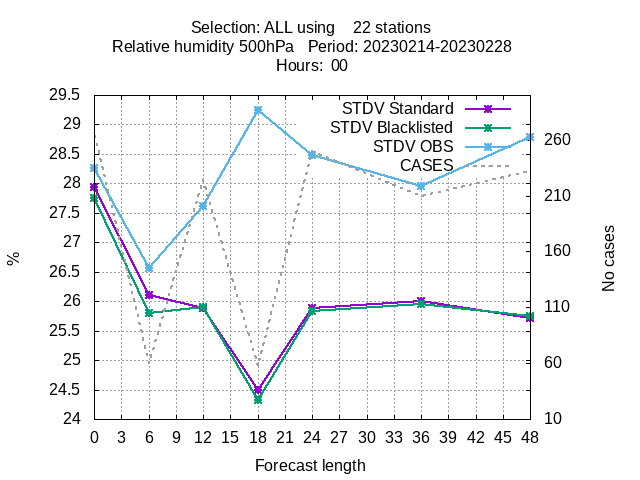 Selection: ALL using    22 stations
Relative humidity 500hPa   Period: 20230214-20230228
Hours:  00
STDV Standard
STDV Blacklisted
STDV OBS
CASES
29.5
29
28.5
28
27.5
27
26.5
26
25.5
25
24.5
24
%
260
210
160
110
60
10
No cases
0 3 6 9 12 15 18 21 24 27 30 33 36 39 42 45 48
Forecast length